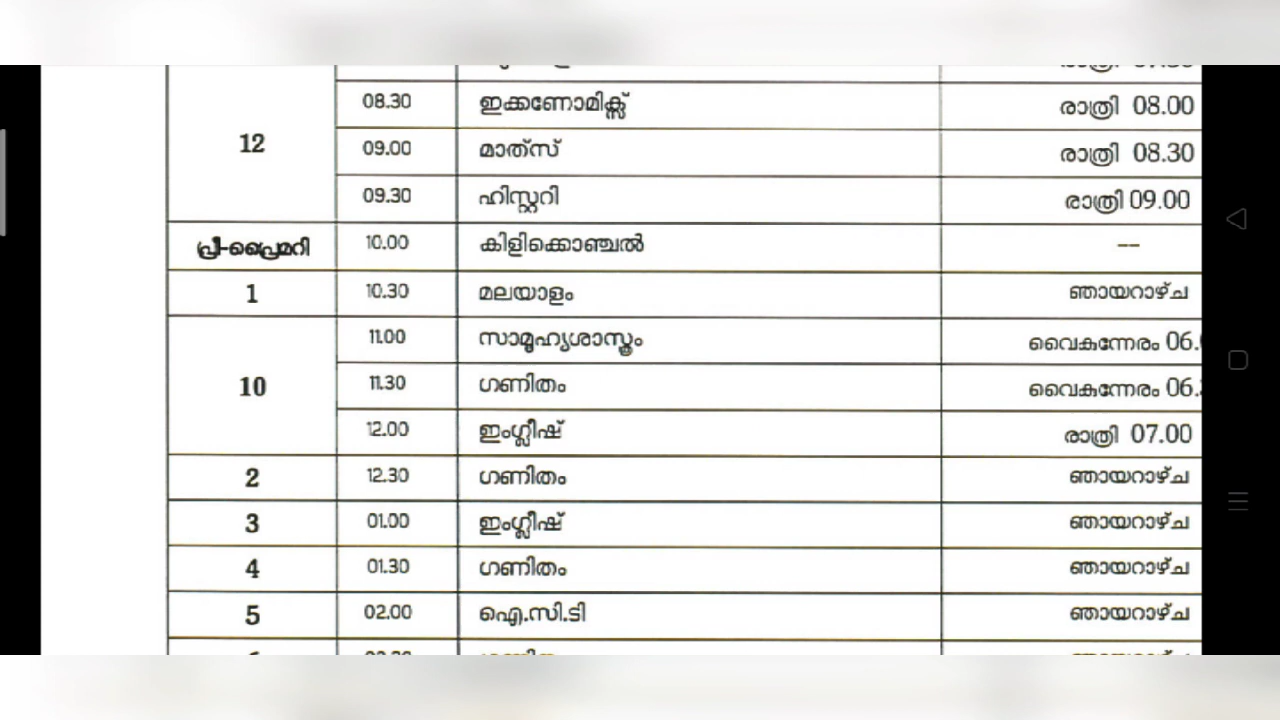 08.30 ഇക്കണോമിക്സ് രാത്രി 08.00
12
09.00 മാത്‌സ് രാത്രി 08.30
09.30 ഹിസ്റ്ററി രാത്രി 09.00
പ്രീ-പ്രൈമറി 10.00 കിളിക്കൊഞ്ചൽ --
1 10.30 മലയാളം ഞായറാഴ്ച
11.00 സാമൂഹ്യശാസ്ത്രം വൈകുന്നേരം 06.
10 11.30 ഗണിതം വൈകുന്നേരം 06.
12.00 ഇംഗ്ലീഷ് രാത്രി 07.00
2 12.30 ഗണിതം ഞായറാഴ്ച
3 01.00 ഇംഗ്ലീഷ് ഞായറാഴ്ച
4 01.30 ഗണിതം ഞായറാഴ്ച
5 02.00 ഐ.സി.ടി ഞായറാഴ്ച